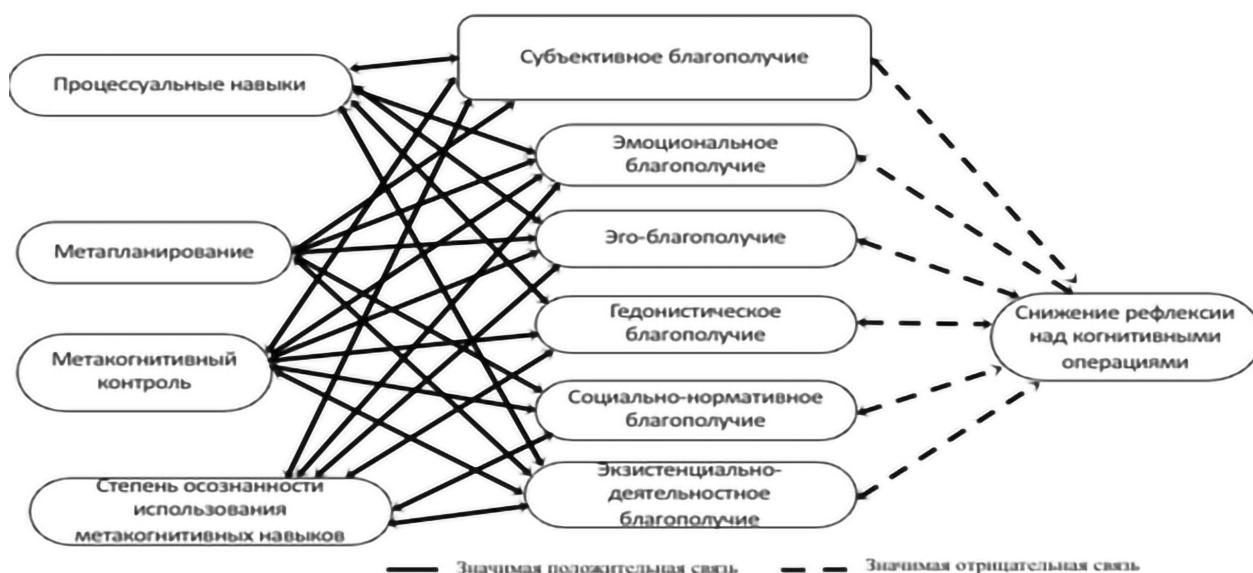 Субъективное благополучие
Процессуальные навыки
Эмоциональное
благополучие
Метапланирование
Эго-благополучие
Гедонистическое
благополучие
Снижение рефлексии
над когнитивными
операциями
Метакогнитивный
контроль
Социально-нормативное
благополучие
Экзистенциально-
деятельностное
благополучие
Степень осознанности
использования
метакогнитивных навыков
Значимая положительная связь
Значимая отрицательная связь